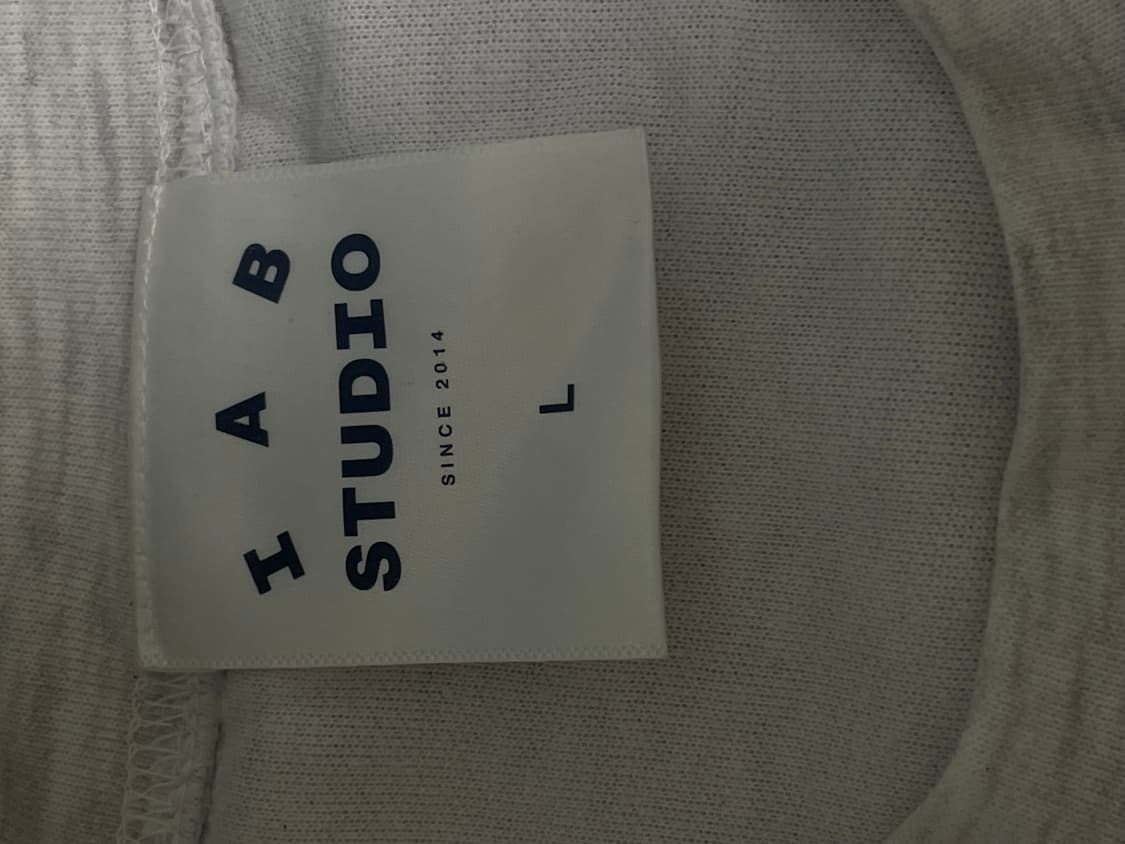 I A B
STUDIO
SINCE 2014
L